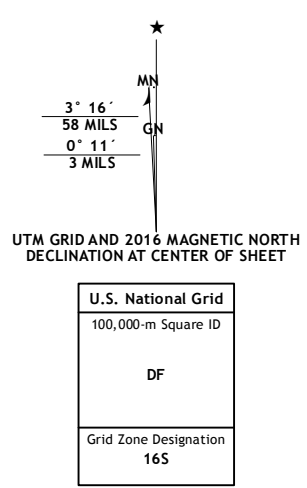 ★
MN
3° 16´
58 MILS
GN
0° 11´
3 MILS
UTM GRID AND 2016 MAGNETIC NORTH
DECLINATION AT CENTER OF SHEET
U.S. National Grid
100,000-m Square ID
DF
Grid Zone Designation
16S